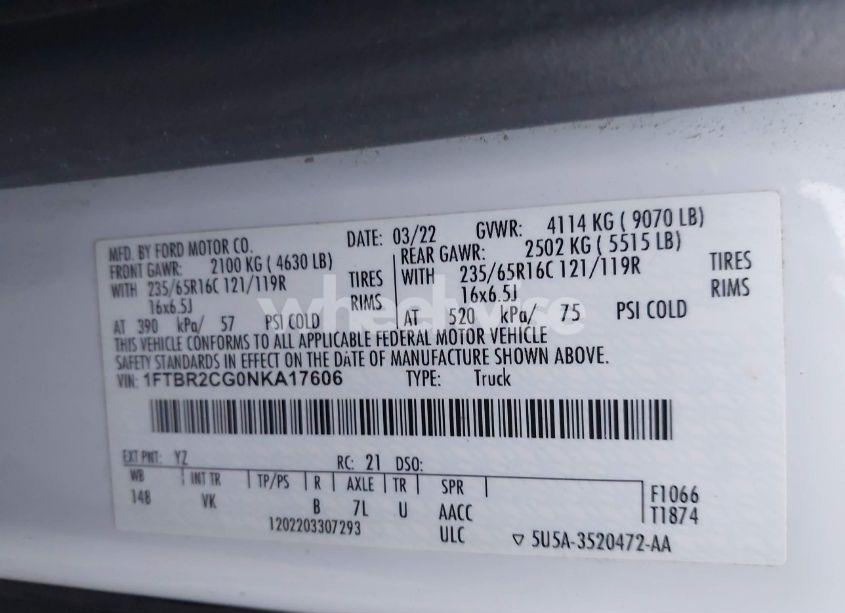 MFD. BY FORD MOTOR CO. DATE: 03/22 GVWR: 4114 KG ( 9070 LB)
FRONT GAWR: 2100 KG ( 4630 LB) REAR GAWR: 2502 KG ( 5515 LB)
WITH 235/65R16C 121/119R TIRES WITH 235/65R16C 121/119R TIRES
16x6.5J RIMS 16x6.5J RIMS
AT 390 kPa/ 57 PSI COLD AT 520 kPa/ 75 PSI COLD
THIS VEHICLE CONFORMS TO ALL APPLICABLE FEDERAL MOTOR VEHICLE
SAFETY STANDARDS IN EFFECT ON THE DATE OF MANUFACTURE SHOWN ABOVE.
VIN: 1FTBR2CG0NKA17606 TYPE: Truck
EXT PNT: YZ RC: 21 DSO:
WB INT TR TP/PS R AXLE TR SPR F1066
148 VK B 7L U AACC T1874
1202203307293 ULC ▽ 5U5A-3520472-AA
wheelwise